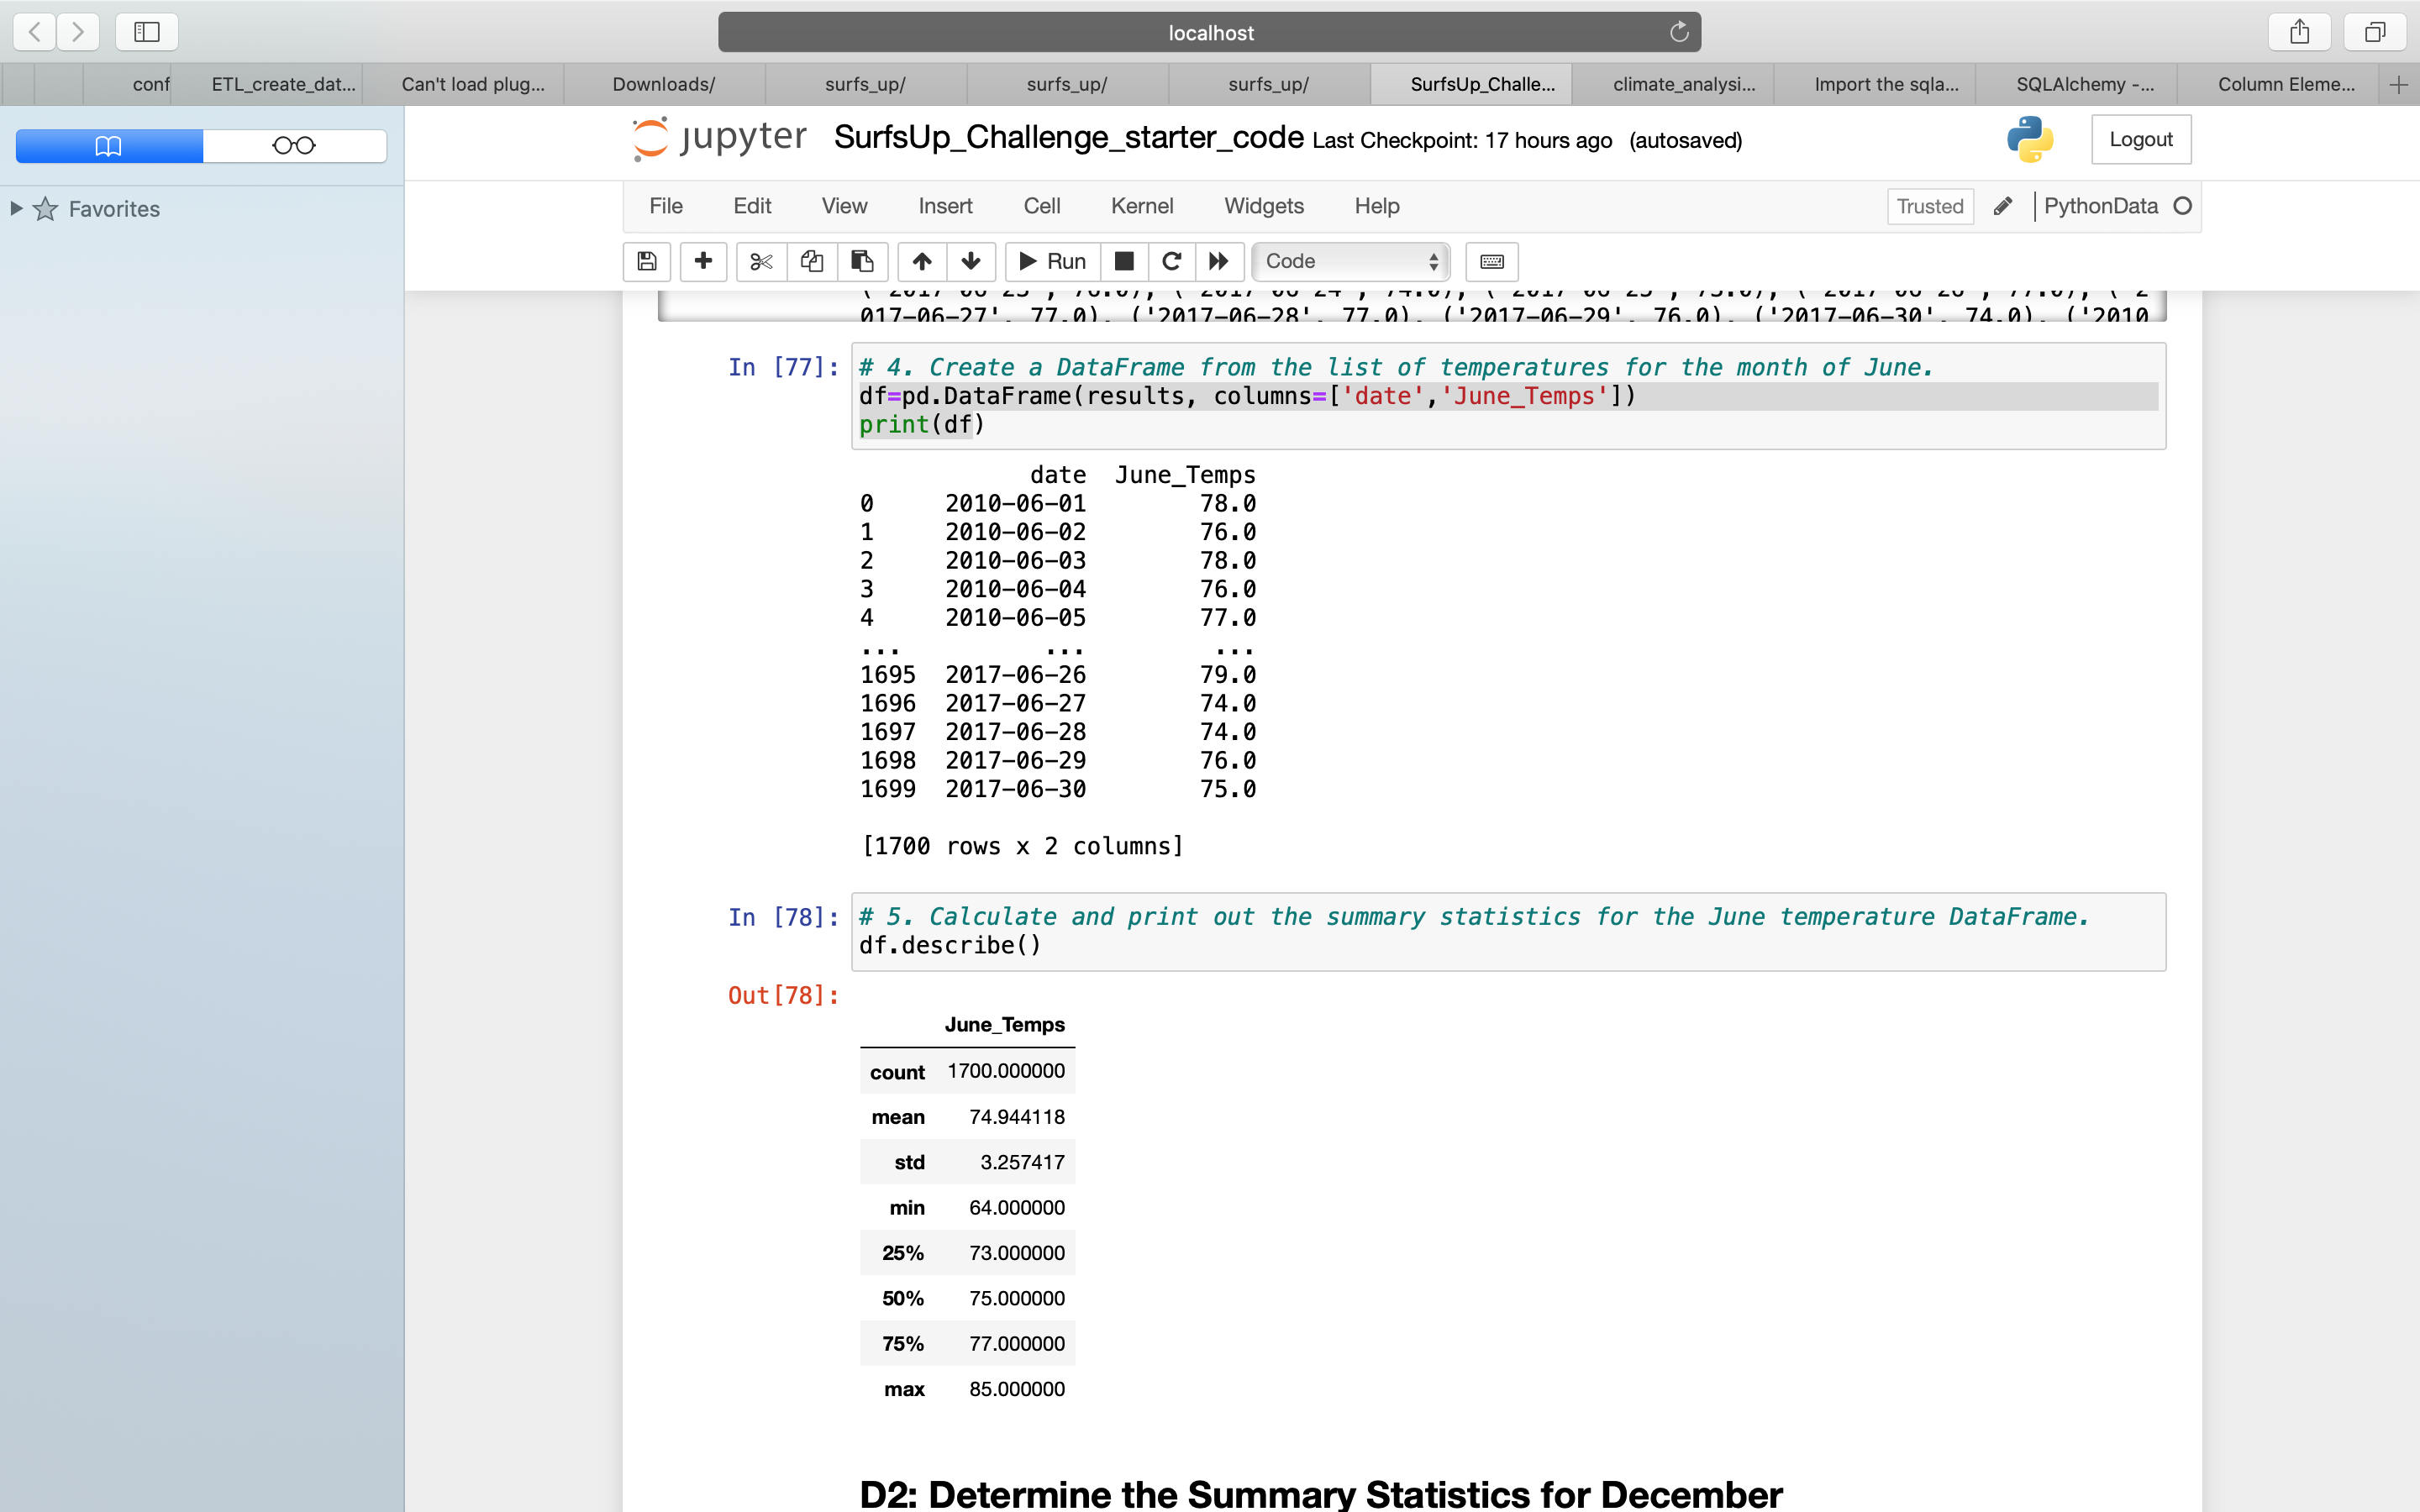 localhost
conf ETL_create_dat... Can't load plug... Downloads/ surfs_up/ surfs_up/ surfs_up/ SurfsUp_Challe... climate_analysi... Import the sqla... SQLAlchemy -... Column Eleme...
Favorites
jupyter SurfsUp_Challenge_starter_code Last Checkpoint: 17 hours ago (autosaved)
Logout
File Edit View Insert Cell Kernel Widgets Help
Trusted PythonData
Run Code
017-06-27', 77.0), ('2017-06-28', 77.0), ('2017-06-29', 76.0), ('2017-06-30', 74.0), ('2010
In [77]: # 4. Create a DataFrame from the list of temperatures for the month of June.
df=pd.DataFrame(results, columns=['date','June_Temps'])
print(df)
date June_Temps
0 2010-06-01 78.0
1 2010-06-02 76.0
2 2010-06-03 78.0
3 2010-06-04 76.0
4 2010-06-05 77.0
... ... ...
1695 2017-06-26 79.0
1696 2017-06-27 74.0
1697 2017-06-28 74.0
1698 2017-06-29 76.0
1699 2017-06-30 75.0
[1700 rows x 2 columns]
In [78]: # 5. Calculate and print out the summary statistics for the June temperature DataFrame.
df.describe()
Out[78]:
June_Temps
count 1700.000000
mean 74.944118
std 3.257417
min 64.000000
25% 73.000000
50% 75.000000
75% 77.000000
max 85.000000
D2: Determine the Summary Statistics for December